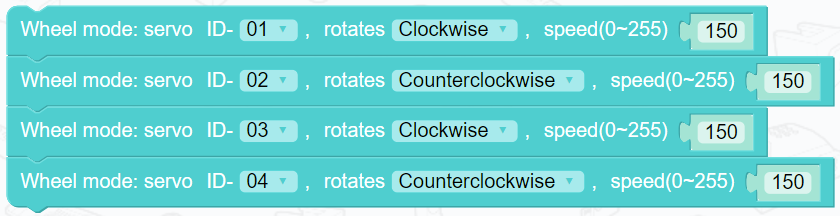 Wheel mode: servo ID- 01 , rotates Clockwise , speed(0~255) 150
Wheel mode: servo ID- 02 , rotates Counterclockwise , speed(0~255) 150
Wheel mode: servo ID- 03 , rotates Clockwise , speed(0~255) 150
Wheel mode: servo ID- 04 , rotates Counterclockwise , speed(0~255) 150